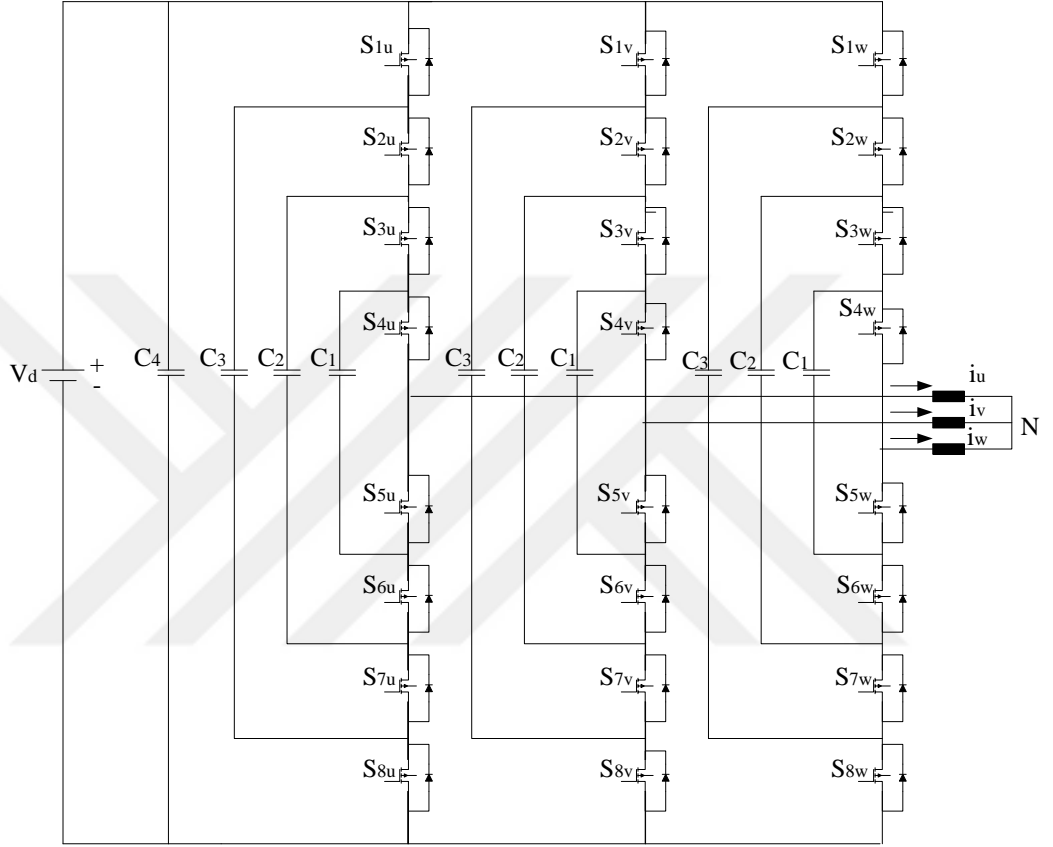 S1u S1v S1w
S2u S2v S2w
S3u S3v S3w
S4u S4v S4w
Vd + - C4 C3 C2 C1 C3 C2 C1 C3 C2 C1
iu
iv
N
iw
S5u S5v S5w
S6u S6v S6w
S7u S7v S7w
S8u S8v S8w